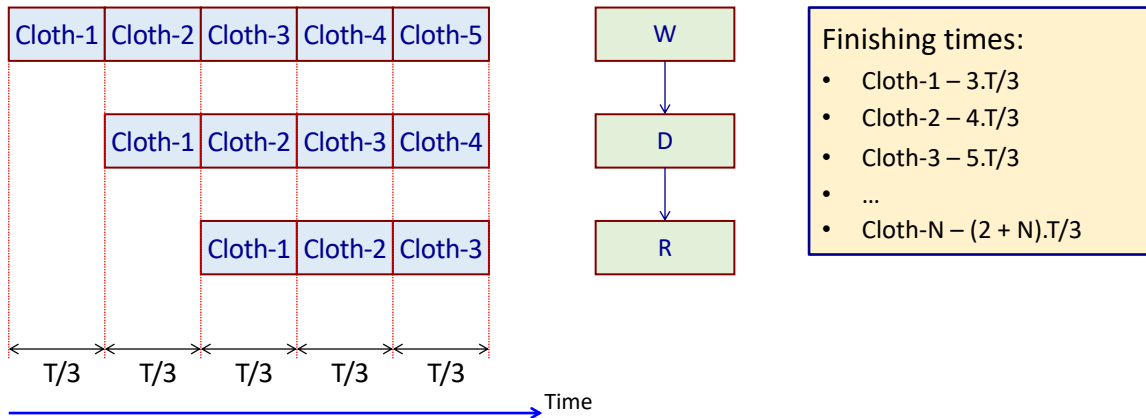 Cloth-1 Cloth-2 Cloth-3 Cloth-4 Cloth-5
Cloth-1 Cloth-2 Cloth-3 Cloth-4
Cloth-1 Cloth-2 Cloth-3
T/3 T/3 T/3 T/3 T/3
Time
W
D
R
Finishing times:
• Cloth-1 – 3.T/3
• Cloth-2 – 4.T/3
• Cloth-3 – 5.T/3
• ...
• Cloth-N – (2 + N).T/3